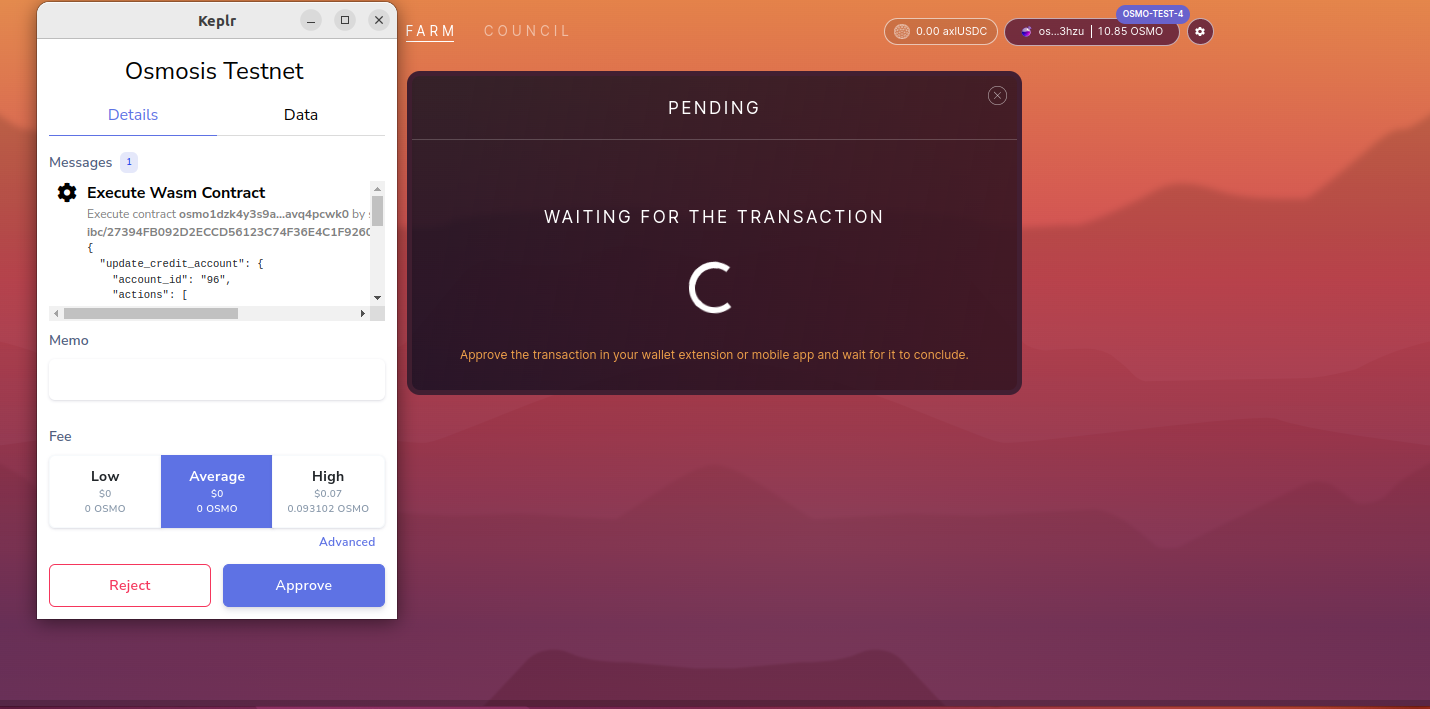 Keplr
Osmosis Testnet
Details
Data
Messages 1
Execute Wasm Contract
Execute contract osmo1dzk4y3s9a...avq4pcwk0 by
ibc/27394FB092D2ECCD56123C74F36E4C1F9260
{
"update_credit_account": {
"account_id": "96",
"actions": [
Memo
Fee
Low
$0
0 OSMO
Average
$0
0 OSMO
High
$0.07
0.093102 OSMO
Advanced
Reject
Approve
FARM
COUNCIL
0.00 axlUSDC
OSMO-TEST-4
os...3hzu | 10.85 OSMO
PENDING
WAITING FOR THE TRANSACTION
Approve the transaction in your wallet extension or mobile app and wait for it to conclude.